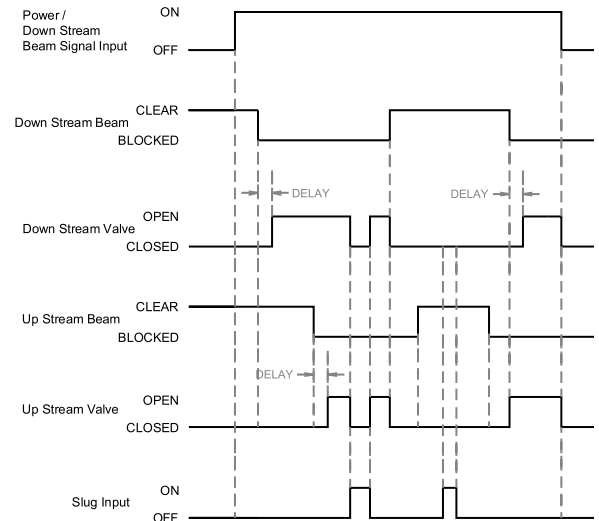 Power /
Down Stream
Beam Signal Input
ON
OFF
Down Stream Beam
CLEAR
BLOCKED
DELAY
DELAY
Down Stream Valve
OPEN
CLOSED
Up Stream Beam
CLEAR
BLOCKED
DELAY
Up Stream Valve
OPEN
CLOSED
Slug Input
ON
OFF